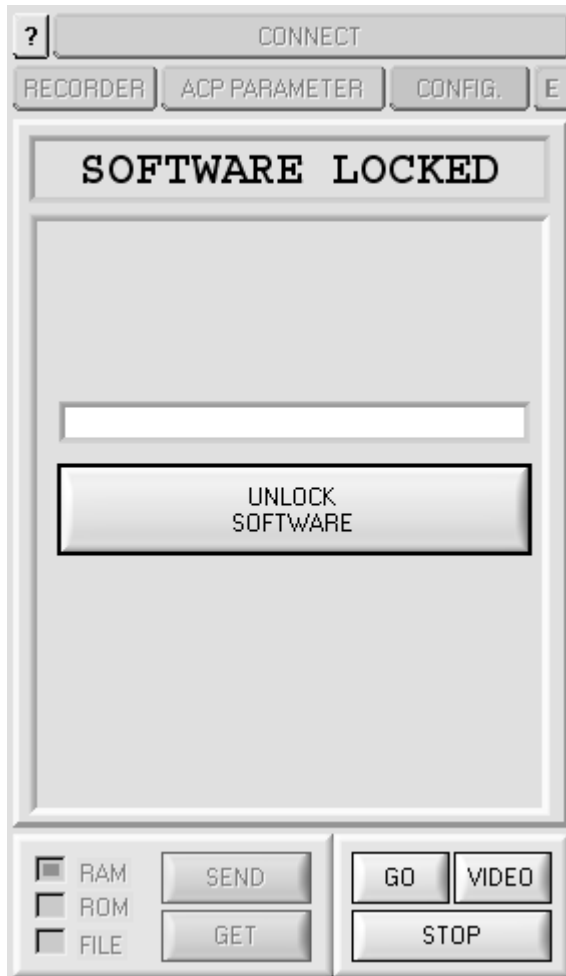 ? CONNECT
RECORDER ACP PARAMETER CONFIG. E
SOFTWARE LOCKED
UNLOCK
SOFTWARE
RAM SEND GO VIDEO
ROM
FILE GET STOP